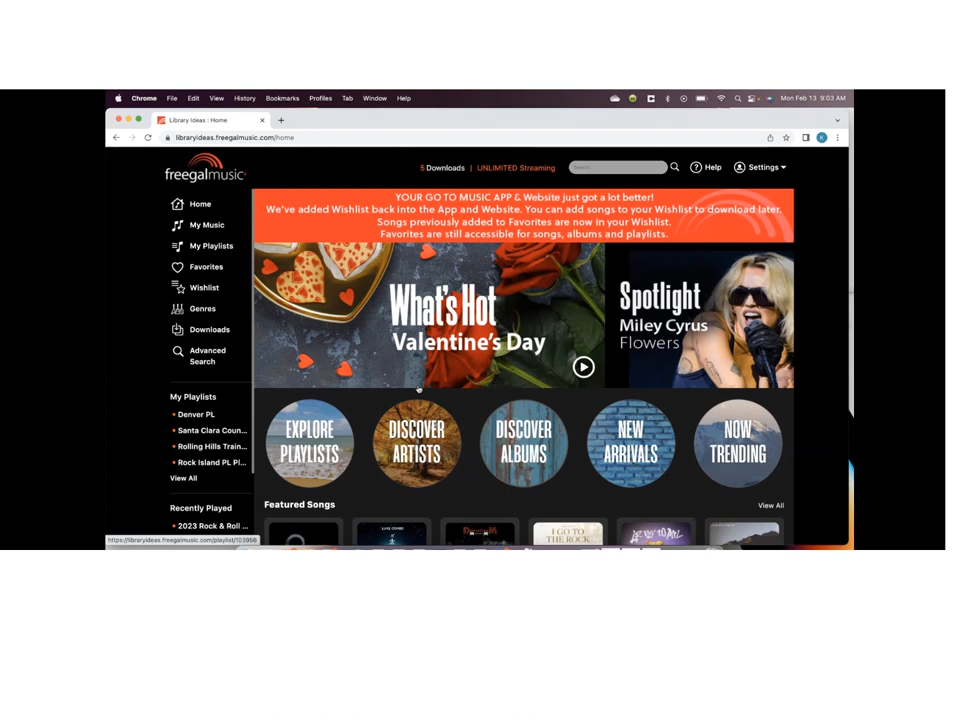 Chrome File Edit View History Bookmarks Profiles Tab Window Help
Mon Feb 13 9:03 AM
Library Ideas : Home
libraryideas.freegalmusic.com/home
freegalmusic
5 Downloads | UNLIMITED Streaming
Search
Help
Settings
Home
My Music
My Playlists
Favorites
Wishlist
Genres
Downloads
Advanced
Search
My Playlists
Denver PL
Santa Clara Coun...
Rolling Hills Train...
Rock Island PL Pl...
View All
Recently Played
2023 Rock & Roll ...
https://libraryideas.freegalmusic.com/playlist/103966
YOUR GO TO MUSIC APP & Website just got a lot better!
We've added Wishlist back into the App and Website. You can add songs to your Wishlist to download later.
Songs previously added to Favorites are now in your Wishlist.
Favorites are still accessible for songs, albums and playlists.
What's Hot
Valentine's Day
Spotlight
Miley Cyrus
Flowers
EXPLORE
PLAYLISTS
DISCOVER
ARTISTS
DISCOVER
ALBUMS
NEW
ARRIVALS
NOW
TRENDING
Featured Songs
View All
LUKE COMBS
I GO TO
THE ROCK